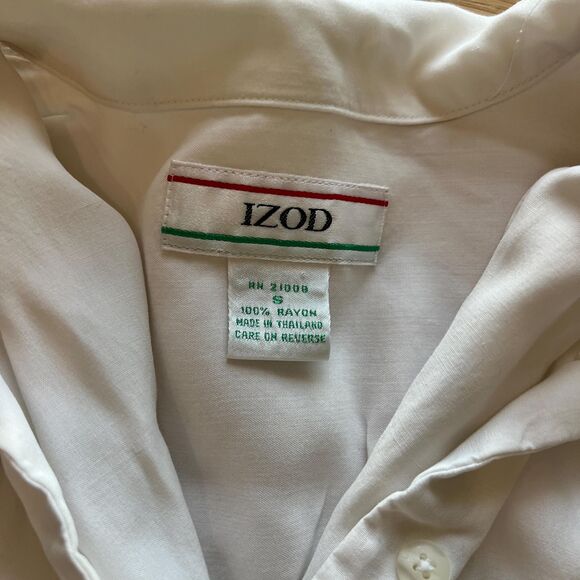 IZOD
RN 21009
S
100% RAYON
MADE IN THAILAND
CARE ON REVERSE